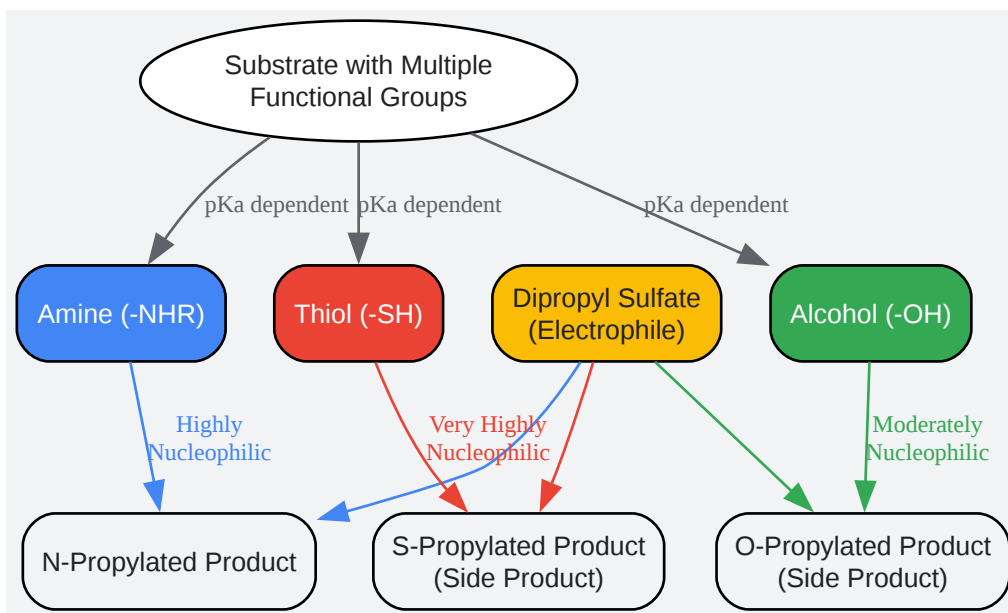 Substrate with Multiple
Functional Groups
pKa dependent
pKa dependent
pKa dependent
Amine (-NHR)
Thiol (-SH)
Dipropyl Sulfate
(Electrophile)
Alcohol (-OH)
Highly
Nucleophilic
Very Highly
Nucleophilic
Moderately
Nucleophilic
N-Propylated Product
S-Propylated Product
(Side Product)
O-Propylated Product
(Side Product)